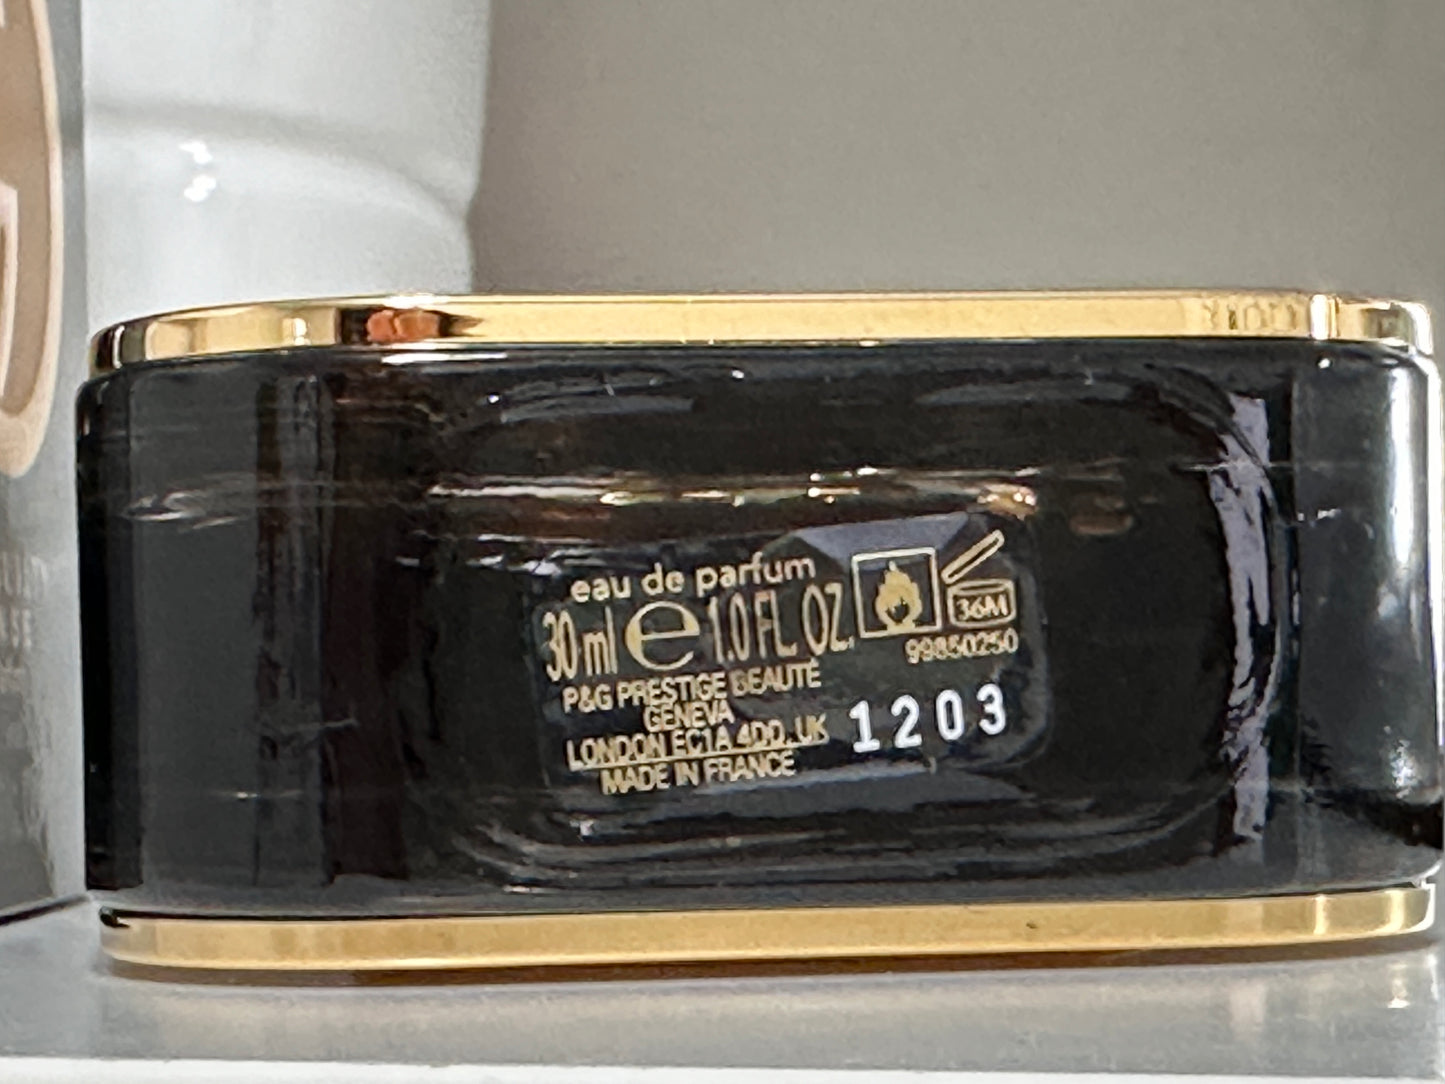 eau de parfum
30 ml e 1.0 FL. OZ.
36M
99850250
P&G PRESTIGE BEAUTÉ
GENEVA
LONDON EC1A 4DD, UK
MADE IN FRANCE
1203